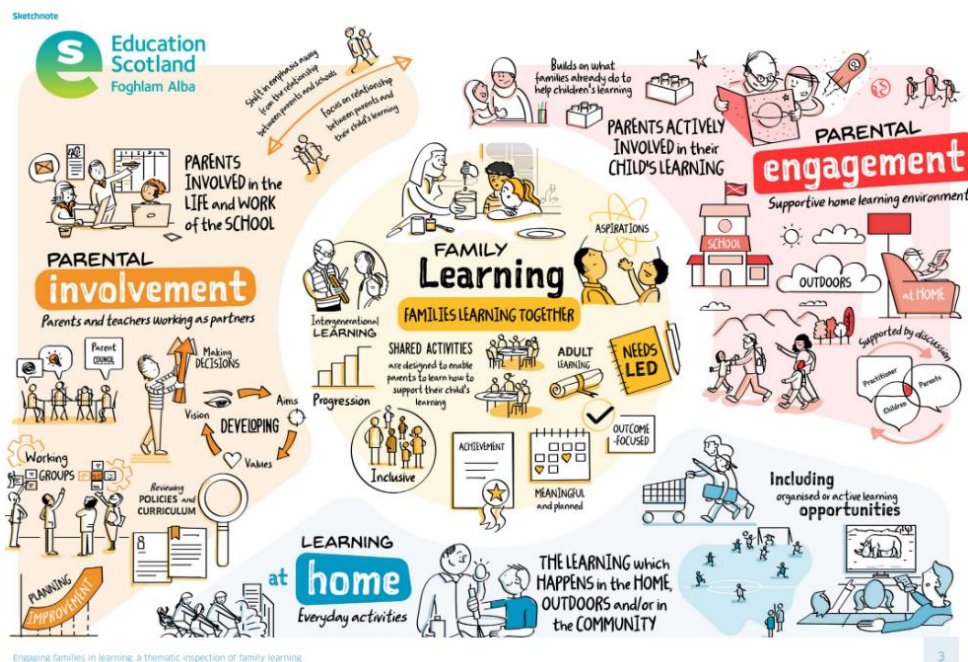 Sketchnote
Education
Scotland
Foghlam Alba
Shift in emphasis away
from the relationship
between parents and schools
Focus on relationship
between parents and
their child's learning
PARENTS
INVOLVED in the
LIFE and WORK
of the SCHOOL
PARENTAL
involvement
Parents and teachers working as partners
Parent
COUNCIL
Making
DECISIONS
Vision
Aims
DEVELOPING
Values
Working
GROUPS
Reviewing
POLICIES and
CURRICULUM
PLANNING
IMPROVEMENT
FAMILY
Learning
FAMILIES LEARNING TOGETHER
ASPIRATIONS
Intergenerational
LEARNING
Progression
SHARED ACTIVITIES
are designed to enable
parents to learn how to
support their child's
learning
ADULT
LEARNING
NEEDS
LED
OUTCOME
-FOCUSED
Inclusive
ACHIEVEMENT
MEANINGFUL
and planned
Builds on what
families already do to
help children's learning
PARENTS ACTIVELY
INVOLVED in their
CHILD'S LEARNING
PARENTAL
engagement
Supportive home learning environment
SCHOOL
OUTDOORS
at HOME
Supported by discussion
Practitioner
Parents
Children
LEARNING
at home
Everyday activities
THE LEARNING which
HAPPENS in the HOME,
OUTDOORS and/or in
the COMMUNITY
Including
organised or active learning
opportunities
Engaging families in learning: a thematic inspection of family learning
3